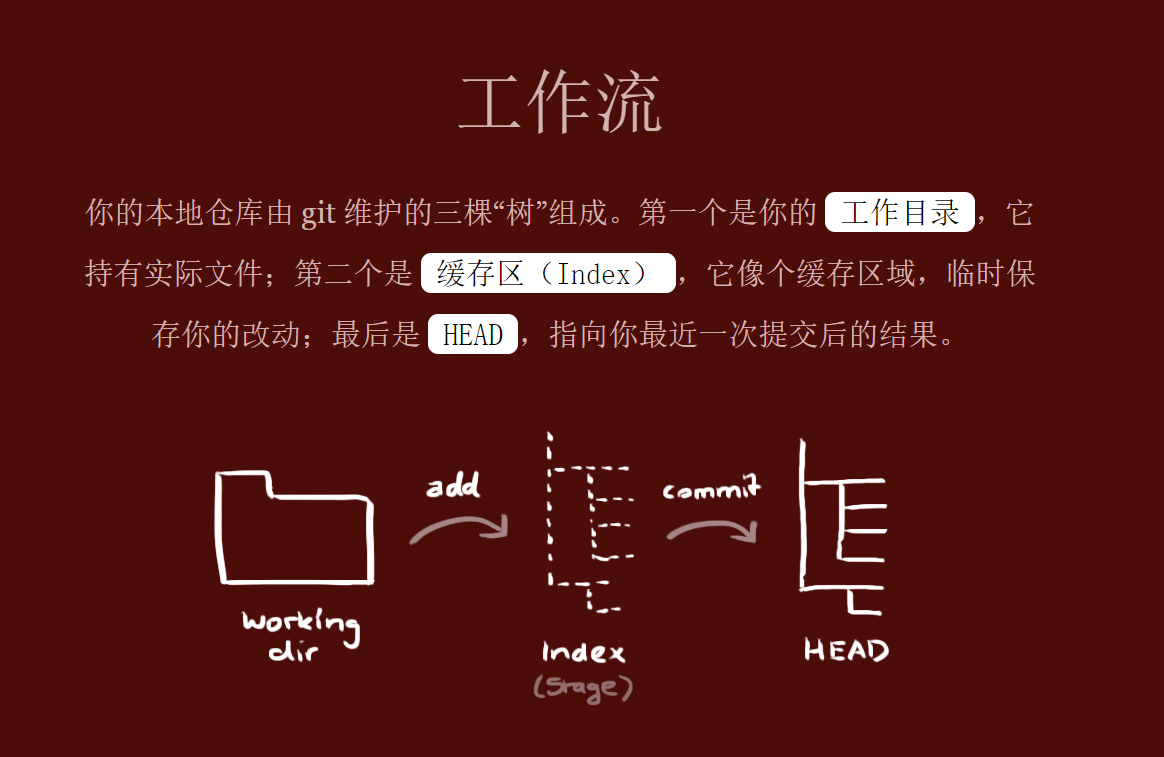 工作流
你的本地仓库由 git 维护的三棵“树”组成。第一个是你的 工作目录，它
持有实际文件；第二个是 缓存区（Index），它像个缓存区域，临时保
存你的改动；最后是 HEAD，指向你最近一次提交后的结果。
add
commit
working
dir
Index
(Stage)
HEAD